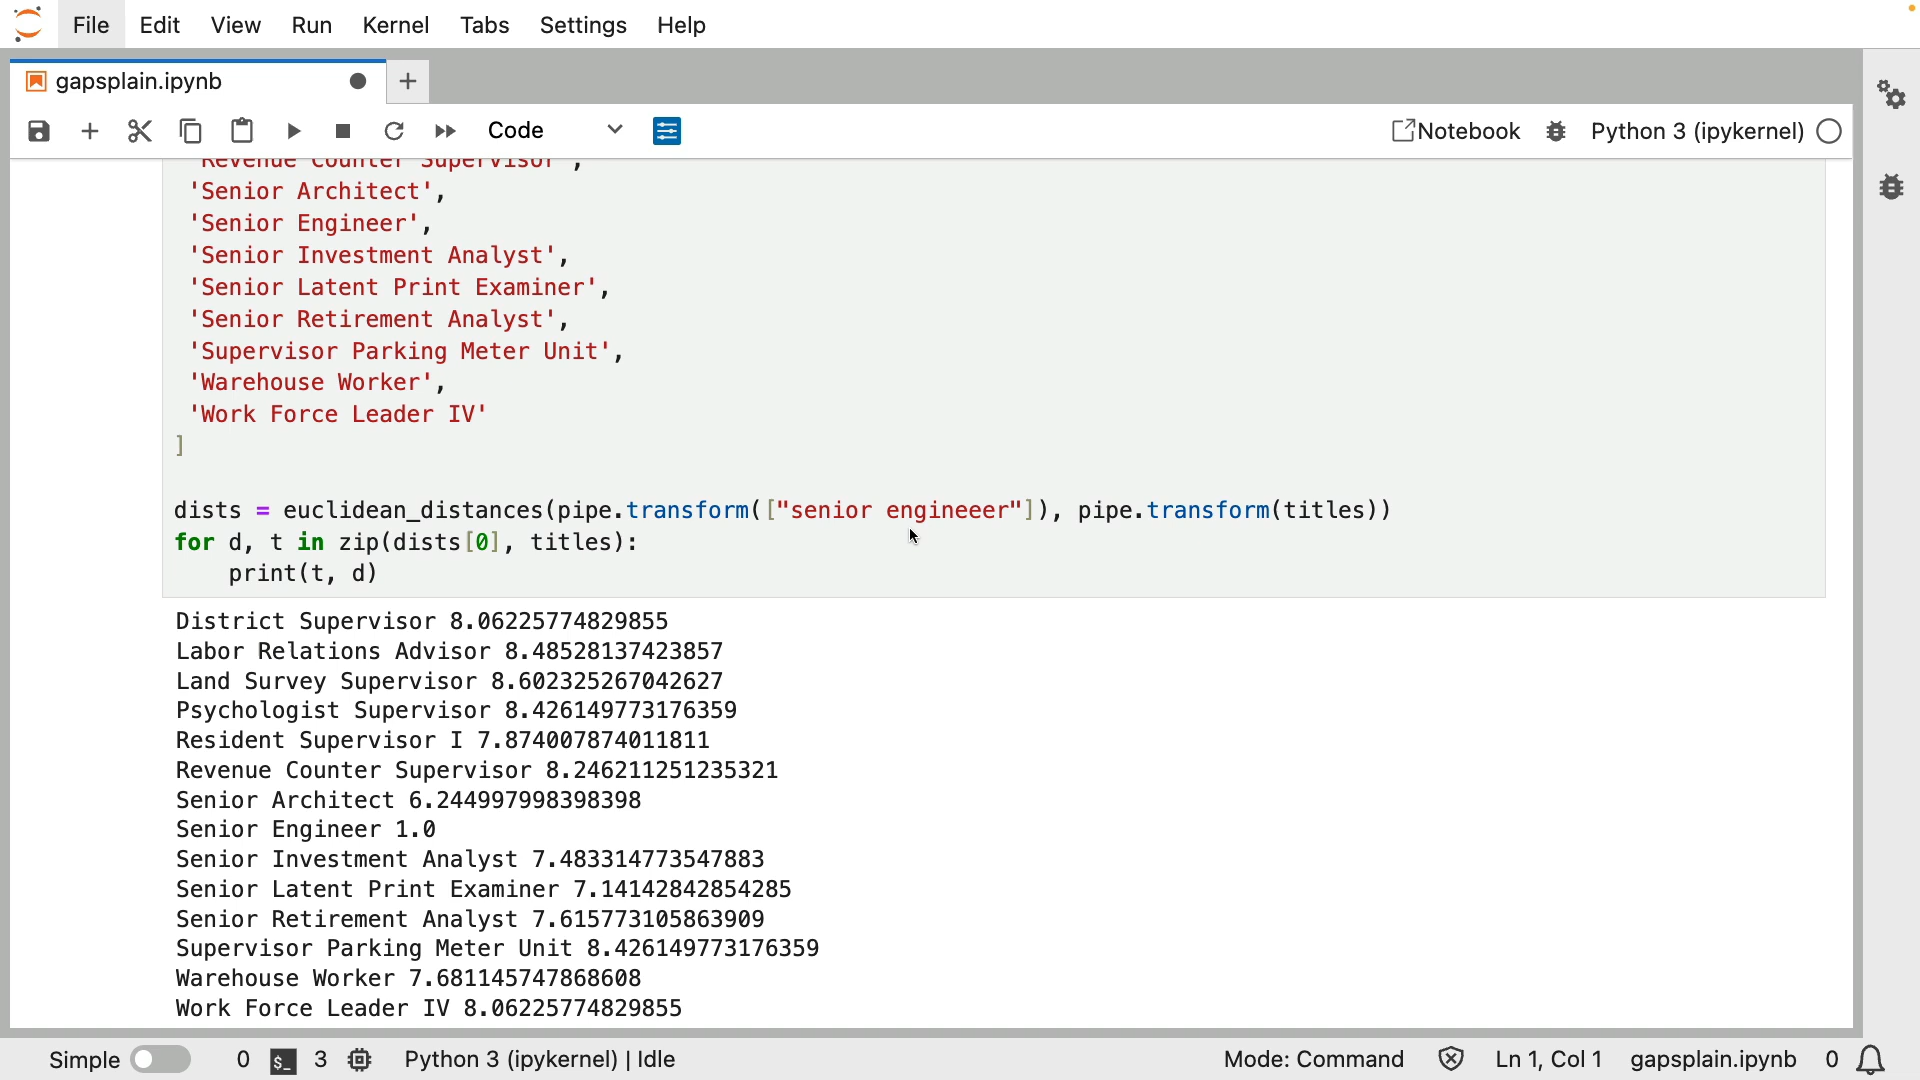 File Edit View Run Kernel Tabs Settings Help
gapsplain.ipynb
Code Notebook Python 3 (ipykernel)
'Revenue Counter Supervisor',
'Senior Architect',
'Senior Engineer',
'Senior Investment Analyst',
'Senior Latent Print Examiner',
'Senior Retirement Analyst',
'Supervisor Parking Meter Unit',
'Warehouse Worker',
'Work Force Leader IV'
]
dists = euclidean_distances(pipe.transform(["senior engineeer"]), pipe.transform(titles))
for d, t in zip(dists[0], titles):
    print(t, d)
District Supervisor 8.06225774829855
Labor Relations Advisor 8.48528137423857
Land Survey Supervisor 8.602325267042627
Psychologist Supervisor 8.426149773176359
Resident Supervisor I 7.874007874011811
Revenue Counter Supervisor 8.246211251235321
Senior Architect 6.244997998398398
Senior Engineer 1.0
Senior Investment Analyst 7.483314773547883
Senior Latent Print Examiner 7.14142842854285
Senior Retirement Analyst 7.615773105863909
Supervisor Parking Meter Unit 8.426149773176359
Warehouse Worker 7.681145747868608
Work Force Leader IV 8.06225774829855
Simple 0 $_ 3 Python 3 (ipykernel) | Idle Mode: Command Ln 1, Col 1 gapsplain.ipynb 0